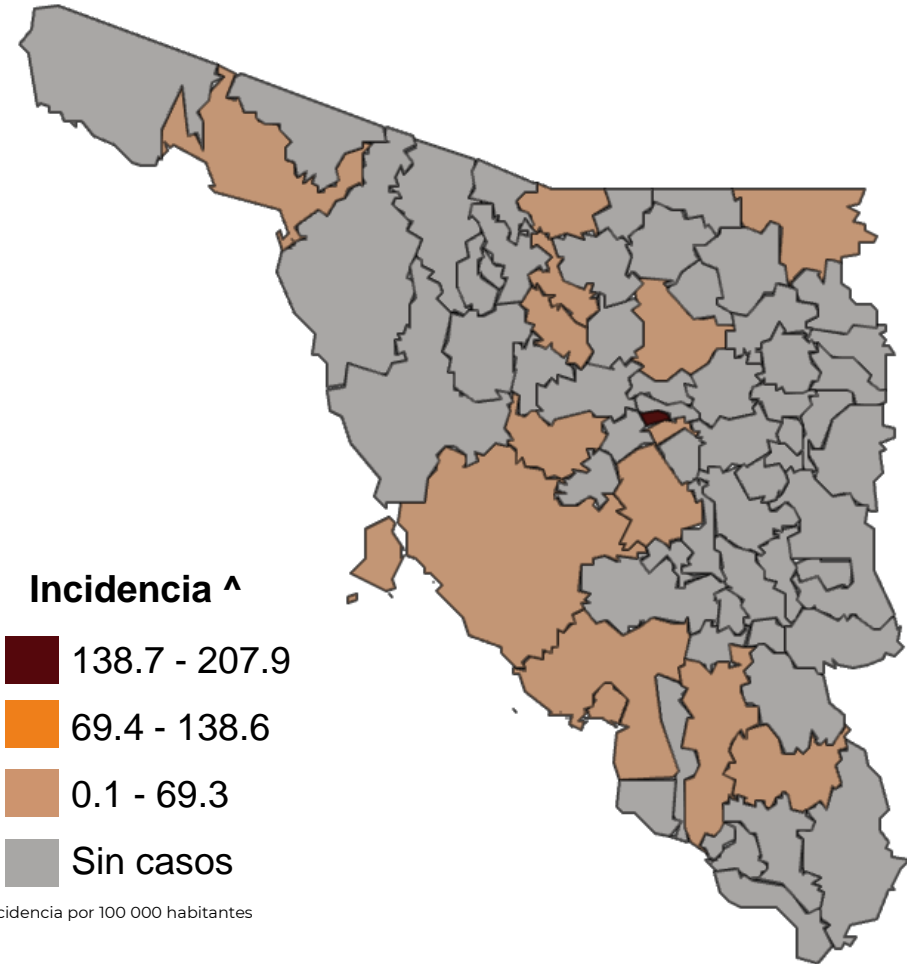 Incidencia ^
138.7 - 207.9
69.4 - 138.6
0.1 - 69.3
Sin casos
cidencia por 100 000 habitantes